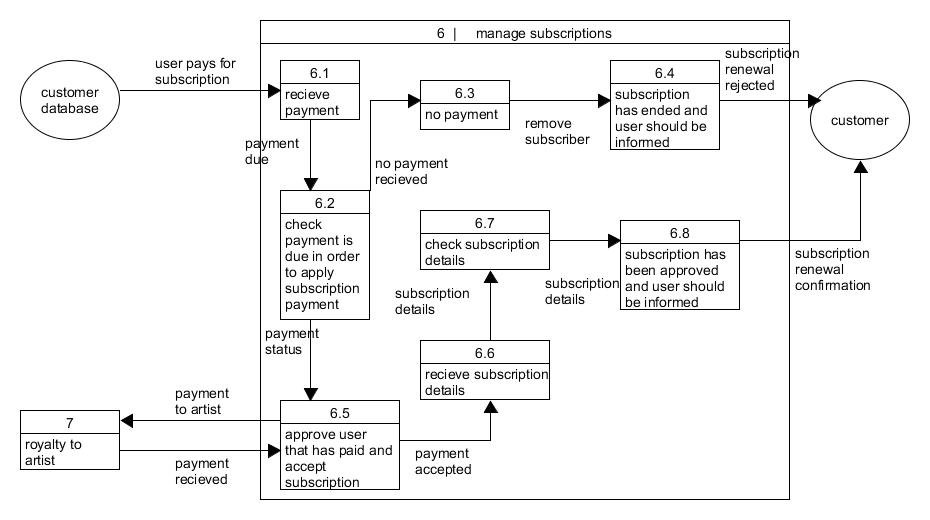 6 | manage subscriptions
user pays for
subscription
customer
database
6.1
recieve
payment
6.3
no payment
6.4
subscription
has ended and
user should be
informed
subscription
renewal
rejected
customer
remove
subscriber
payment
due
no payment
recieved
6.2
check
payment is
due in order
to apply
subscription
payment
6.7
check subscription
details
6.8
subscription has
been approved
and user should
be informed
subscription
renewal
confirmation
subscription
details
subscription
details
payment
status
6.6
recieve subscription
details
payment
to artist
7
royalty to
artist
payment
recieved
6.5
approve user
that has paid and
accept
subscription
payment
accepted